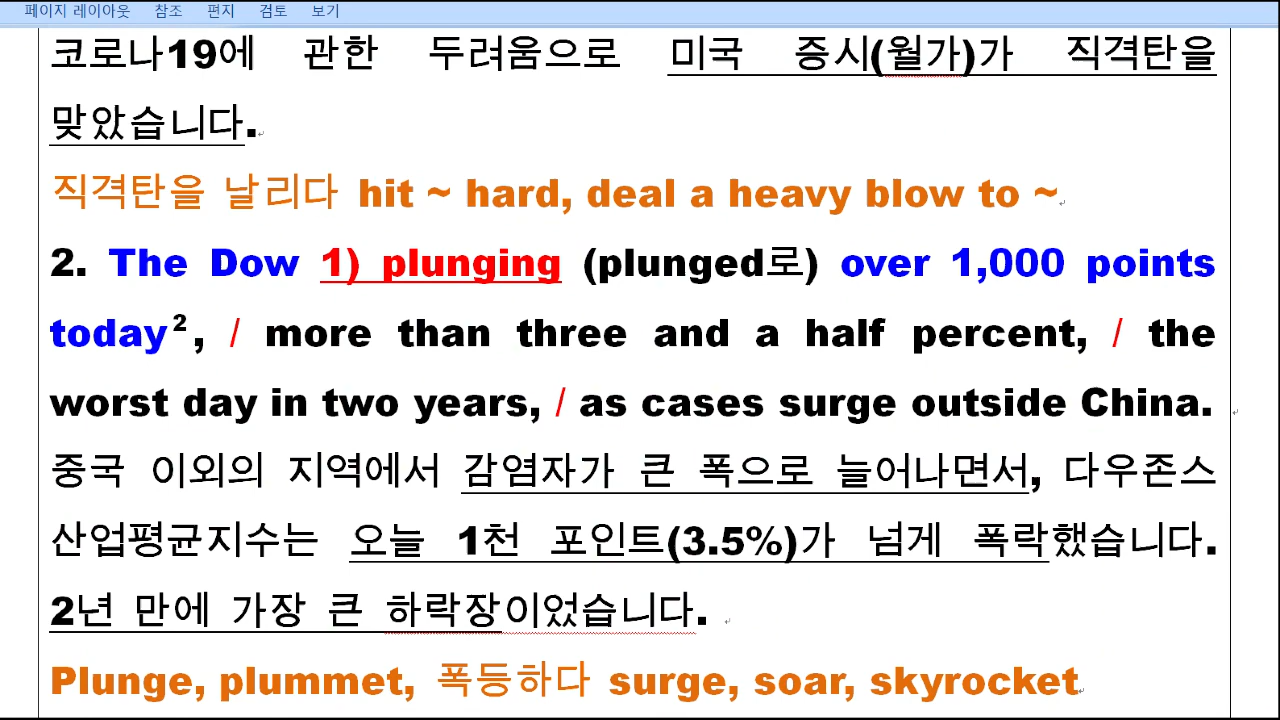 페이지 레이아웃 참조 편지 검토 보기
코로나19에 관한 두려움으로 미국 증시(월가)가 직격탄을
맞았습니다.
직격탄을 날리다 hit ~ hard, deal a heavy blow to ~
2. The Dow 1) plunging (plunged로) over 1,000 points
today², / more than three and a half percent, / the
worst day in two years, / as cases surge outside China.
중국 이외의 지역에서 감염자가 큰 폭으로 늘어나면서, 다우존스
산업평균지수는 오늘 1천 포인트(3.5%)가 넘게 폭락했습니다.
2년 만에 가장 큰 하락장이었습니다.
Plunge, plummet, 폭등하다 surge, soar, skyrocket